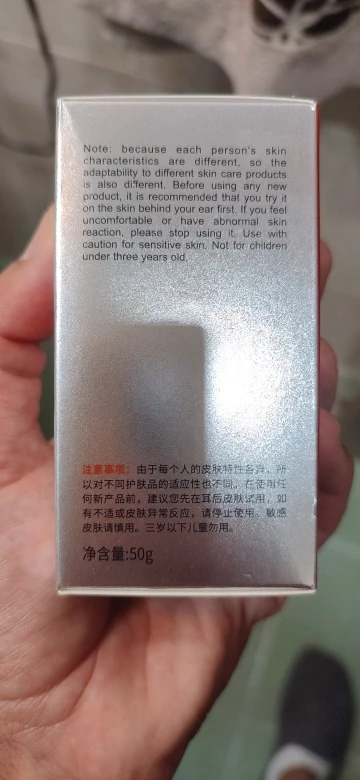 Note: because each person's skin
characteristics are different, so the
adaptability to different skin care products
is also different. Before using any new
product, it is recommended that you try it
on the skin behind your ear first. If you feel
uncomfortable or have abnormal skin
reaction, please stop using it. Use with
caution for sensitive skin. Not for children
under three years old.
注意事项：由于每个人的皮肤特性各异，所
以对不同护肤品的适应性也不同。在使用任
何新产品前，建议您先在耳后皮肤试用，如
有不适或皮肤异常反应，请停止使用。敏感
皮肤请慎用。三岁以下儿童勿用。
净含量:50g